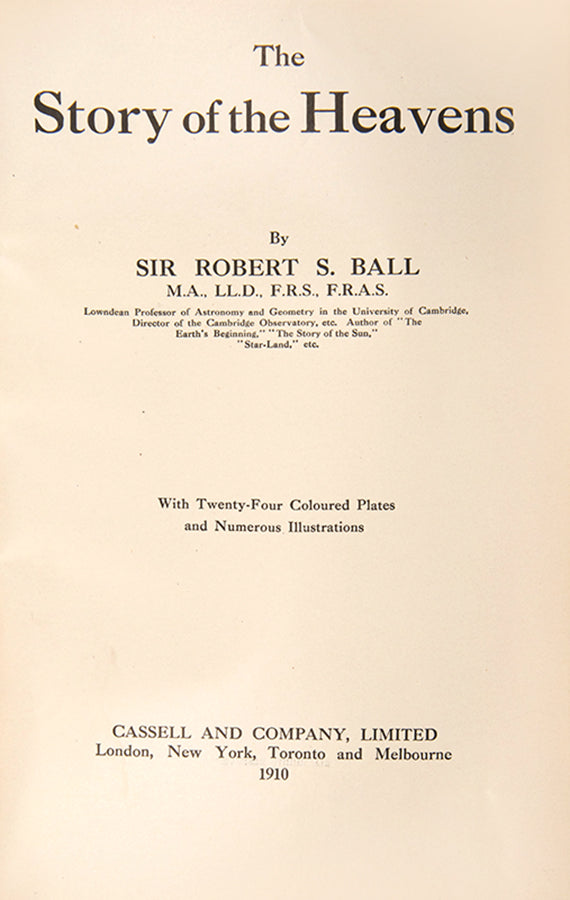 The
Story of the Heavens
By
SIR ROBERT S. BALL
M.A., LL.D., F.R.S., F.R.A.S.
Lowndean Professor of Astronomy and Geometry in the University of Cambridge,
Director of the Cambridge Observatory, etc. Author of "The
Earth's Beginning," "The Story of the Sun,"
"Star-Land," etc.
With Twenty-Four Coloured Plates
and Numerous Illustrations
CASSELL AND COMPANY, LIMITED
London, New York, Toronto and Melbourne
1910